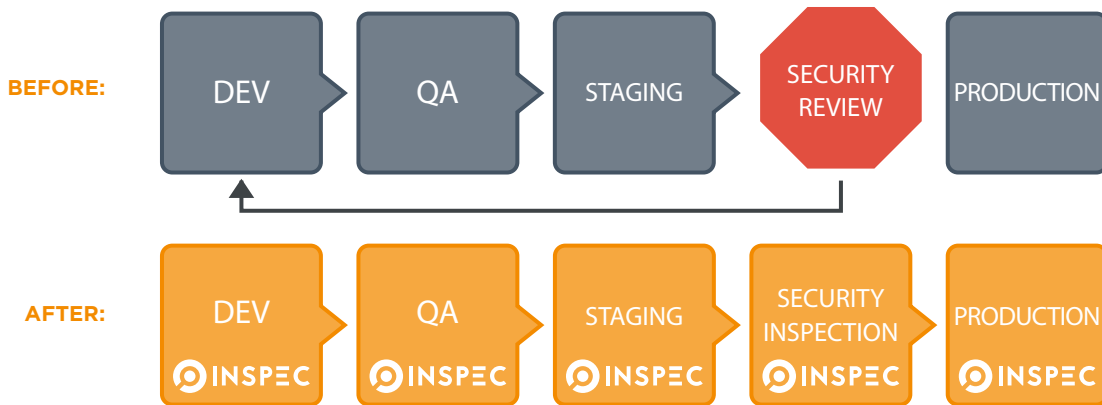 BEFORE:
DEV
QA
STAGING
SECURITY
REVIEW
PRODUCTION
AFTER:
DEV
INSPEC
QA
INSPEC
STAGING
INSPEC
SECURITY
INSPECTION
INSPEC
PRODUCTION
INSPEC